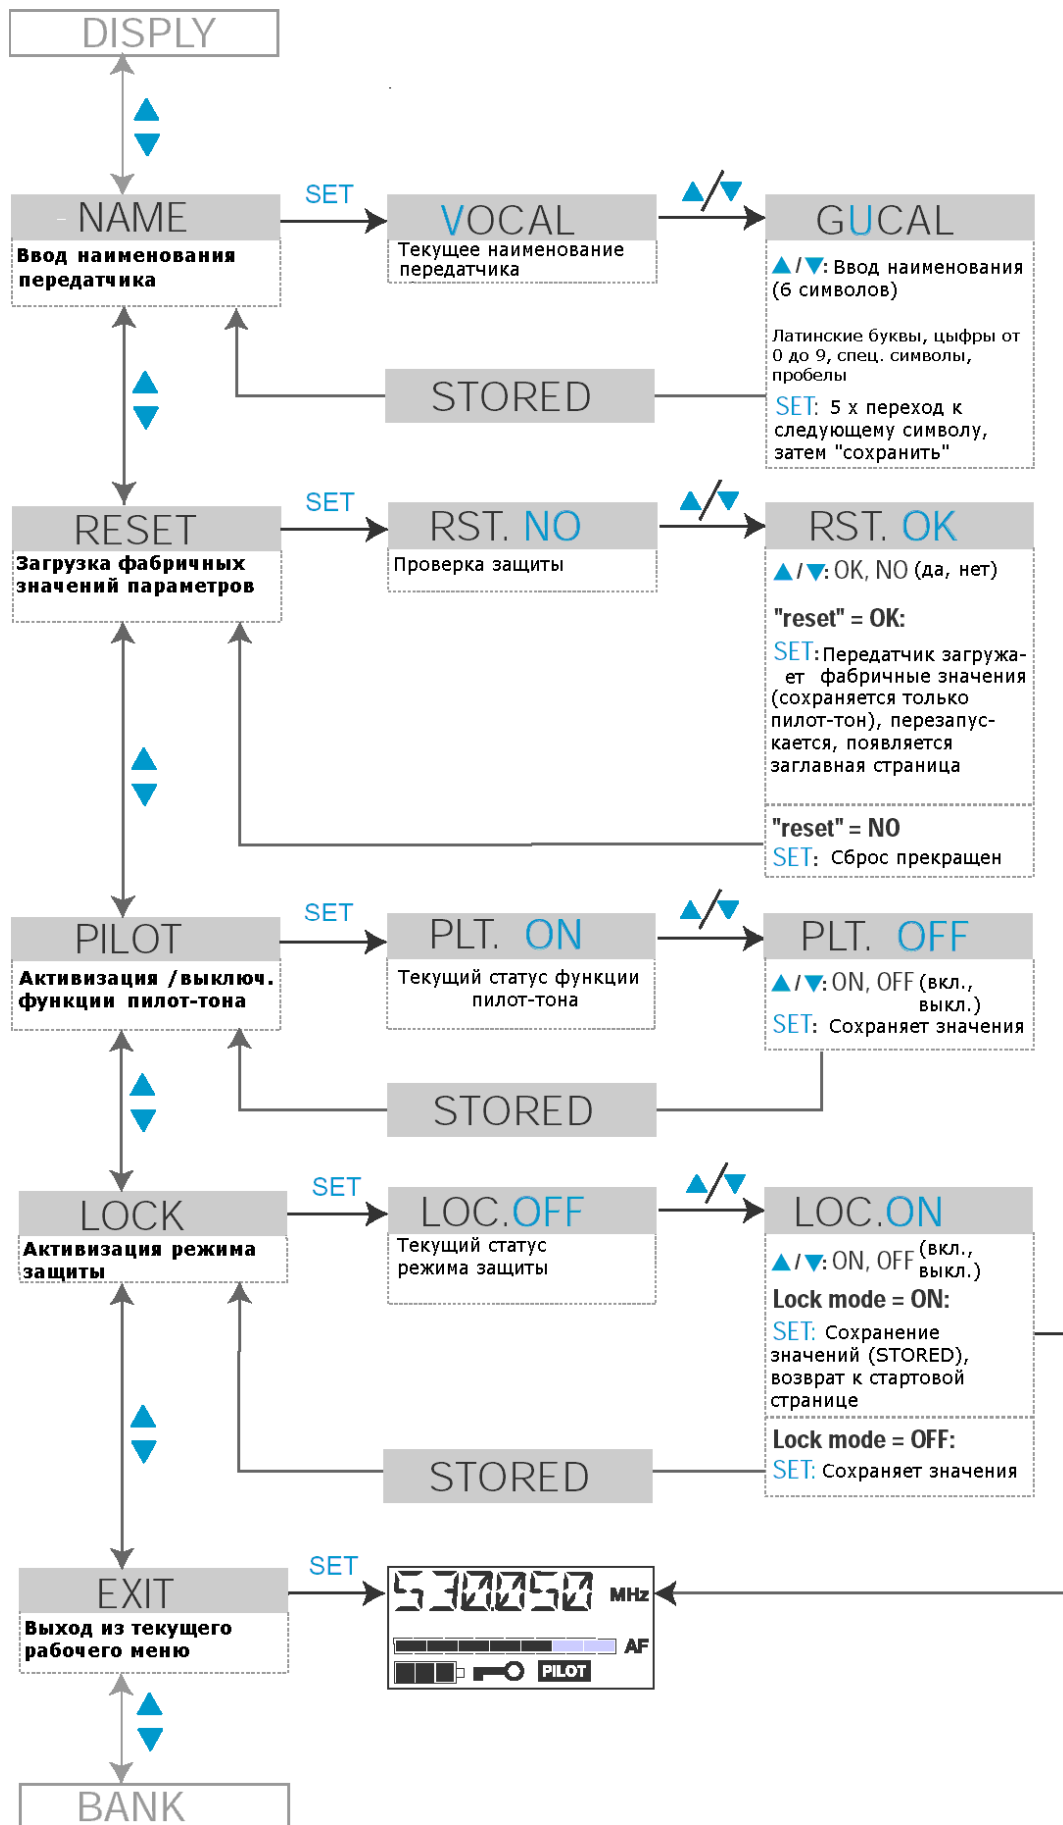 DISPLY
NAME
Ввод наименования
передатчика
SET
VOCAL
Текущее наименование
передатчика
/
GUCAL
▲/▼: Ввод наименования
(6 символов)
Латинские буквы, цыфры от
0 до 9, спец. символы,
пробелы
SET: 5 x переход к
следующему символу,
затем "сохранить"
STORED
RESET
Загрузка фабричных
значений параметров
SET
RST. NO
Проверка защиты
/
RST. OK
▲/▼: OK, NO (да, нет)
"reset" = OK:
SET: Передатчик загружа-
ет фабричные значения
(сохраняется только
пилот-тон), перезапус-
кается, появляется
заглавная страница
"reset" = NO
SET: Сброс прекращен
PILOT
Активизация /выключ.
функции пилот-тона
SET
PLT. ON
Текущий статус функции
пилот-тона
/
PLT. OFF
▲/▼: ON, OFF (вкл.,
выкл.)
SET: Сохраняет значения
STORED
LOCK
Активизация режима
защиты
SET
LOC.OFF
Текущий статус
режима защиты
/
LOC.ON
▲/▼: ON, OFF (вкл.,
выкл.)
Lock mode = ON:
SET: Сохранение
значений (STORED),
возврат к стартовой
странице
Lock mode = OFF:
SET: Сохраняет значения
STORED
EXIT
Выход из текущего
рабочего меню
SET
530.050 MHz
AF
PILOT
BANK